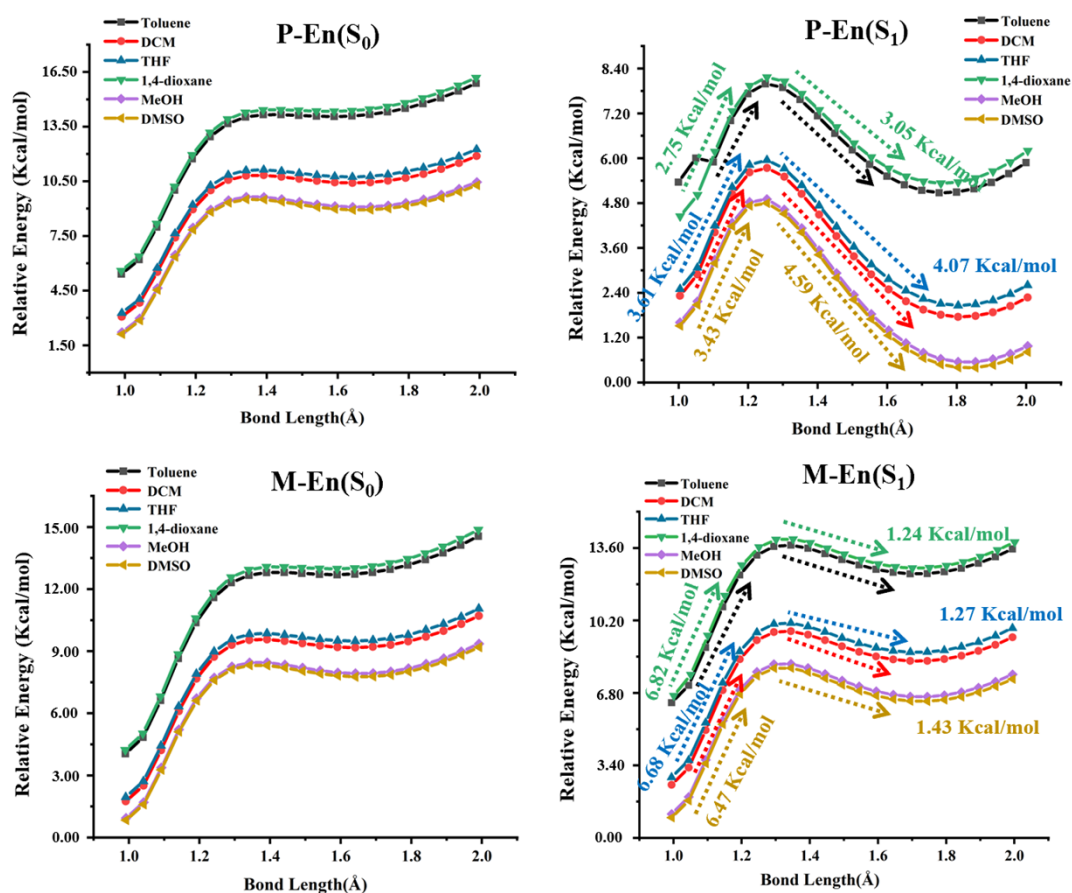 P-En(S0)
Toluene
DCM
THF
1,4-dioxane
MeOH
DMSO
Relative Energy (Kcal/mol)
16.50
13.50
10.50
7.50
4.50
1.50
1.0
1.2
1.4
1.6
1.8
2.0
Bond Length(Å)
P-En(S1)
Toluene
DCM
THF
1,4-dioxane
MeOH
DMSO
Relative Energy (Kcal/mol)
8.40
7.20
6.00
4.80
3.60
2.40
1.20
0.00
2.75 Kcal/mol
3.05 Kcal/mol
3.61 Kcal/mol
4.07 Kcal/mol
3.43 Kcal/mol
4.59 Kcal/mol
1.0
1.2
1.4
1.6
1.8
2.0
Bond Length(Å)
M-En(S0)
Toluene
DCM
THF
1,4-dioxane
MeOH
DMSO
Relative Energy (Kcal/mol)
15.00
12.00
9.00
6.00
3.00
0.00
1.0
1.2
1.4
1.6
1.8
2.0
Bond Length(Å)
M-En(S1)
Toluene
DCM
THF
1,4-dioxane
MeOH
DMSO
Relative Energy (Kcal/mol)
13.60
10.20
6.80
3.40
0.00
6.82 Kcal/mol
1.24 Kcal/mol
6.68 Kcal/mol
1.27 Kcal/mol
6.47 Kcal/mol
1.43 Kcal/mol
1.0
1.2
1.4
1.6
1.8
2.0
Bond Length(Å)